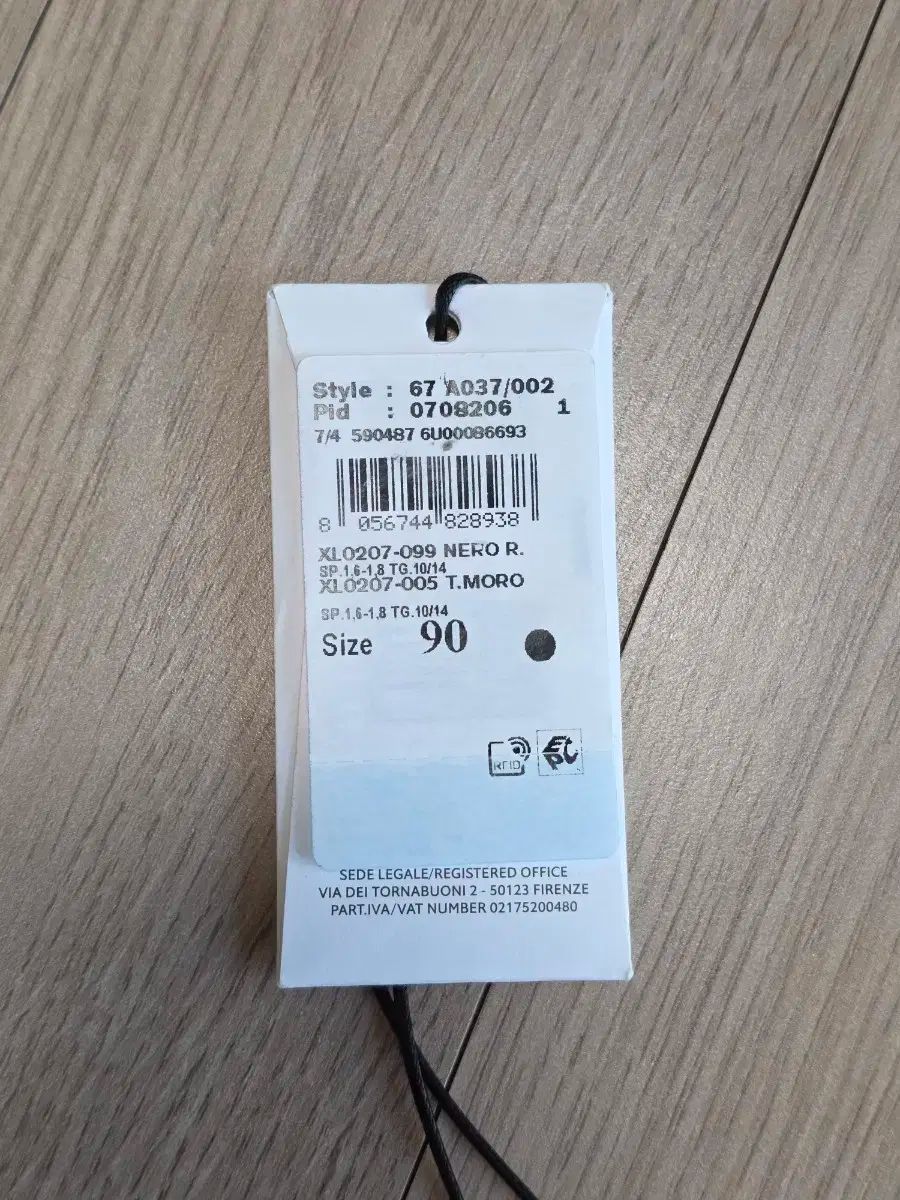 Style : 67 A037/002
Pid : 0708206 1
7/4 590487 6U00086693
8 056744 828938
XL0207-099 NERO R.
SP.1,6-1,8 TG.10/14
XL0207-005 T.MORO
SP.1,6-1,8 TG.10/14
Size 90
RFID
EPC
SEDE LEGALE/REGISTERED OFFICE
VIA DEI TORNABUONI 2 - 50123 FIRENZE
PART.IVA/VAT NUMBER 02175200480